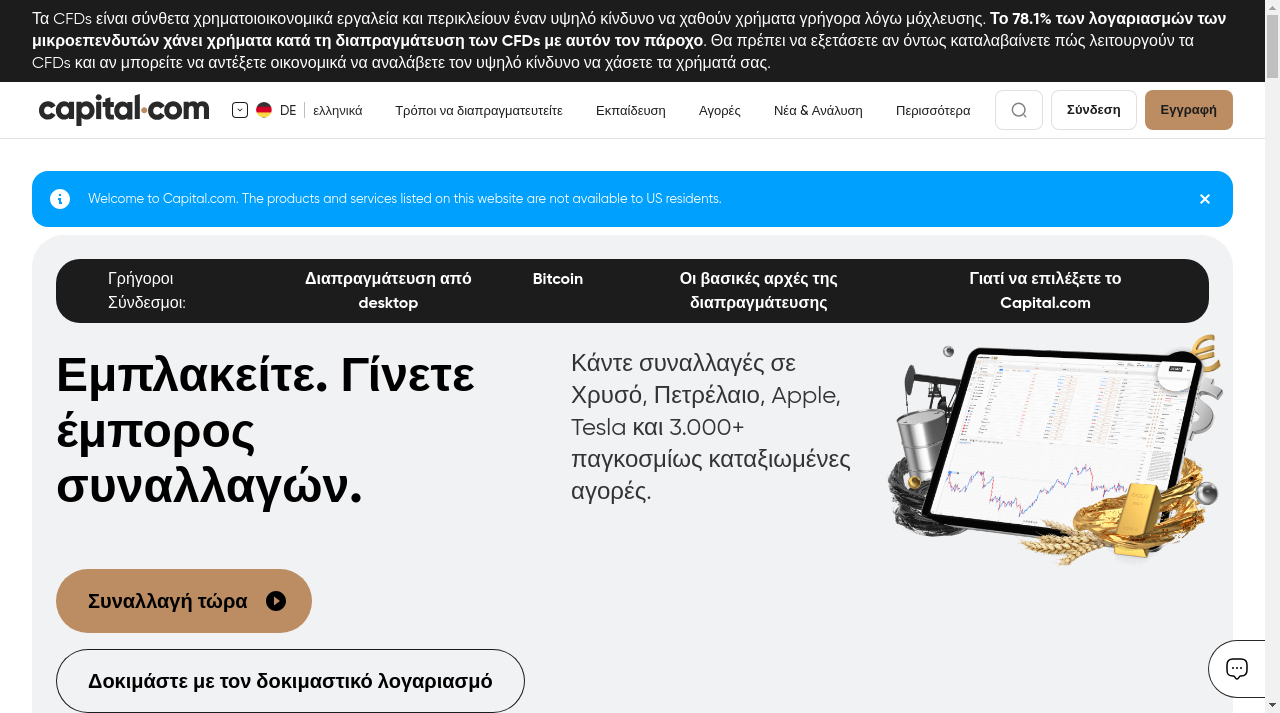 Τα CFDs είναι σύνθετα χρηματοοικονομικά εργαλεία και περικλείουν έναν υψηλό κίνδυνο να χαθούν χρήματα γρήγορα λόγω μόχλευσης. Το 78.1% των λογαριασμών των
μικροεπενδυτών χάνει χρήματα κατά τη διαπραγμάτευση των CFDs με αυτόν τον πάροχο. Θα πρέπει να εξετάσετε αν όντως καταλαβαίνετε πώς λειτουργούν τα
CFDs και αν μπορείτε να αντέξετε οικονομικά να αναλάβετε τον υψηλό κίνδυνο να χάσετε τα χρήματά σας.
capital.com DE ελληνικά Τρόποι να διαπραγματευτείτε Εκπαίδευση Αγορές Νέα & Ανάλυση Περισσότερα Σύνδεση Εγγραφή
Welcome to Capital.com. The products and services listed on this website are not available to US residents.
Γρήγοροι
Σύνδεσμοι:
Διαπραγμάτευση από
desktop
Bitcoin
Οι βασικές αρχές της
διαπραγμάτευσης
Γιατί να επιλέξετε το
Capital.com
Εμπλακείτε. Γίνετε
έμπορος
συναλλαγών.
Κάντε συναλλαγές σε
Χρυσό, Πετρέλαιο, Apple,
Tesla και 3.000+
παγκοσμίως καταξιωμένες
αγορές.
Συναλλαγή τώρα
Δοκιμάστε με τον δοκιμαστικό λογαριασμό